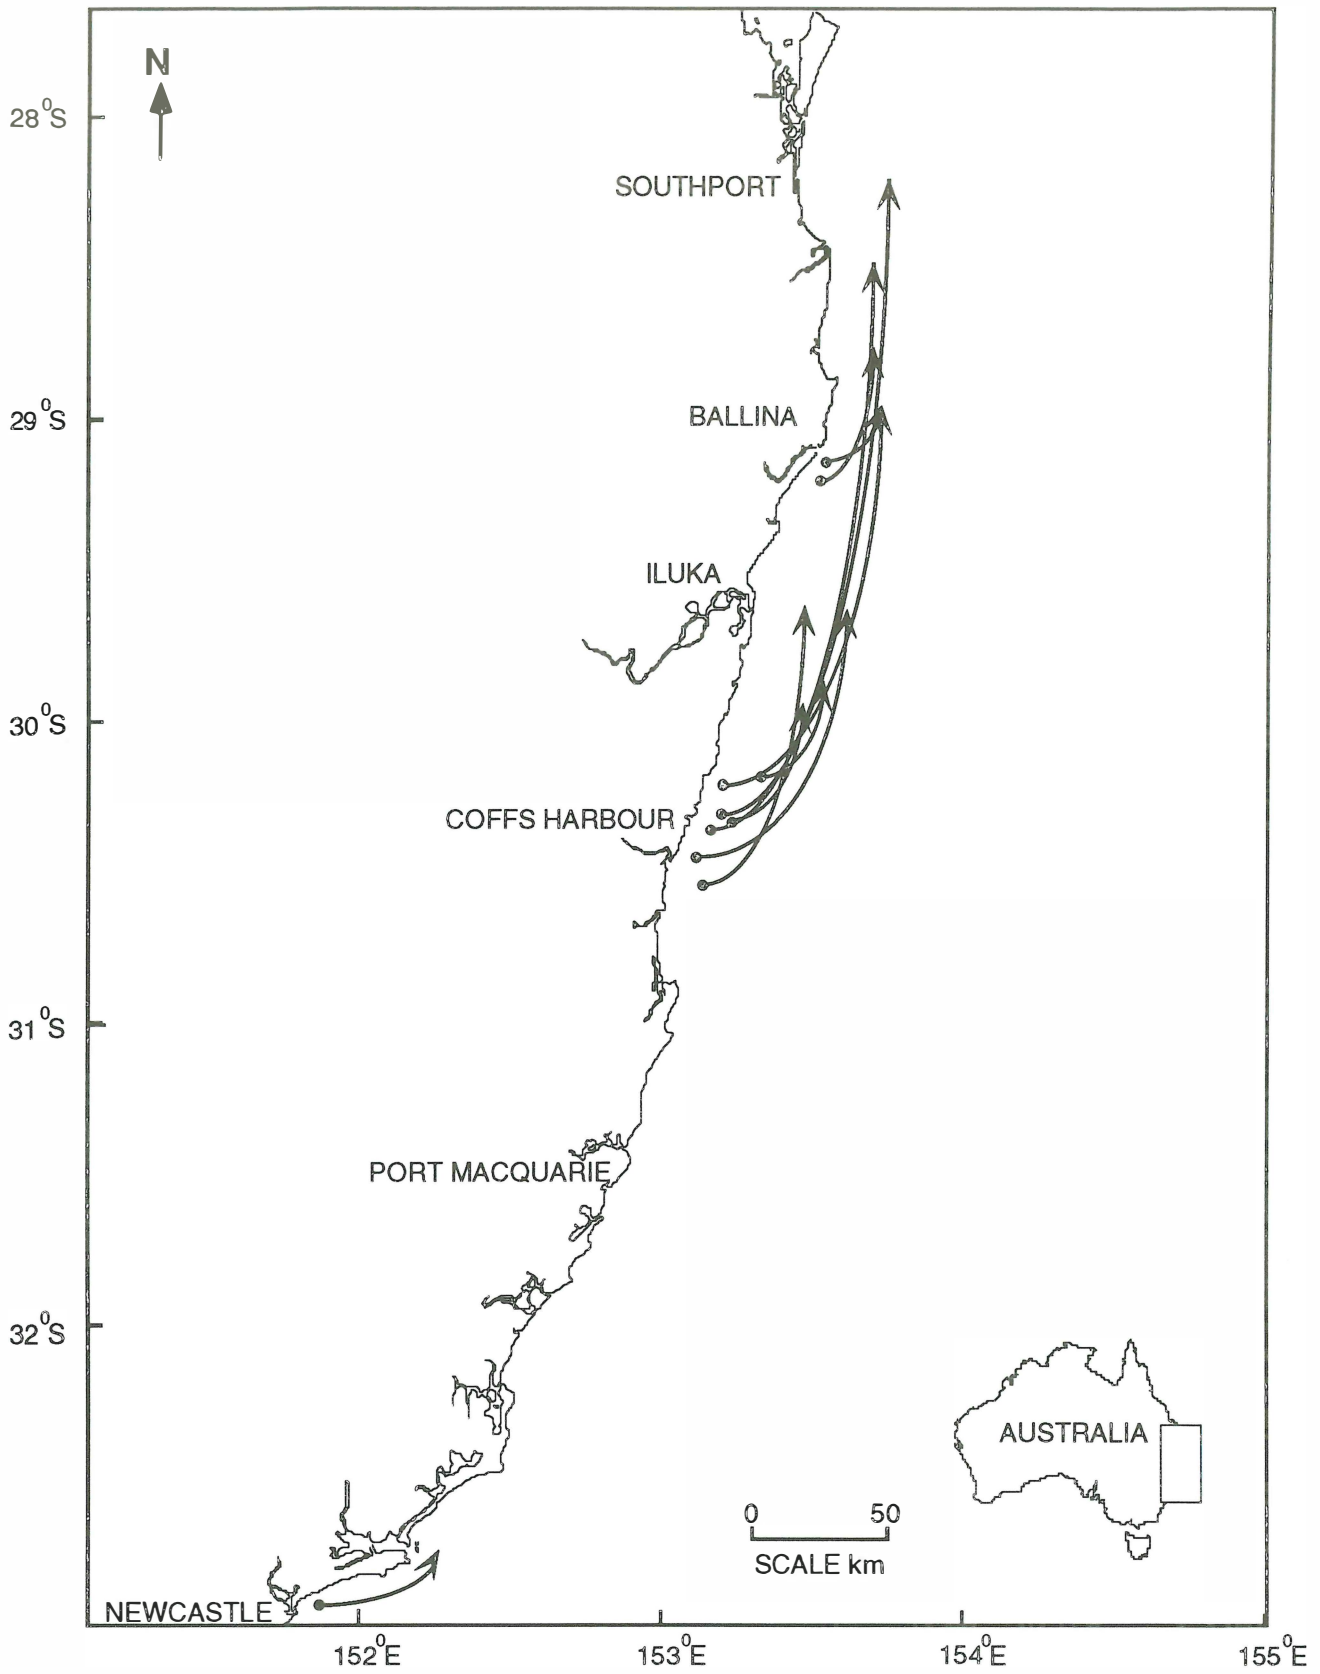 N
28°S
SOUTHPORT
29°S
BALLINA
ILUKA
30°S
COFFS HARBOUR
31°S
PORT MACQUARIE
32°S
AUSTRALIA
0 50
SCALE km
NEWCASTLE
152°E 153°E 154°E 155°E